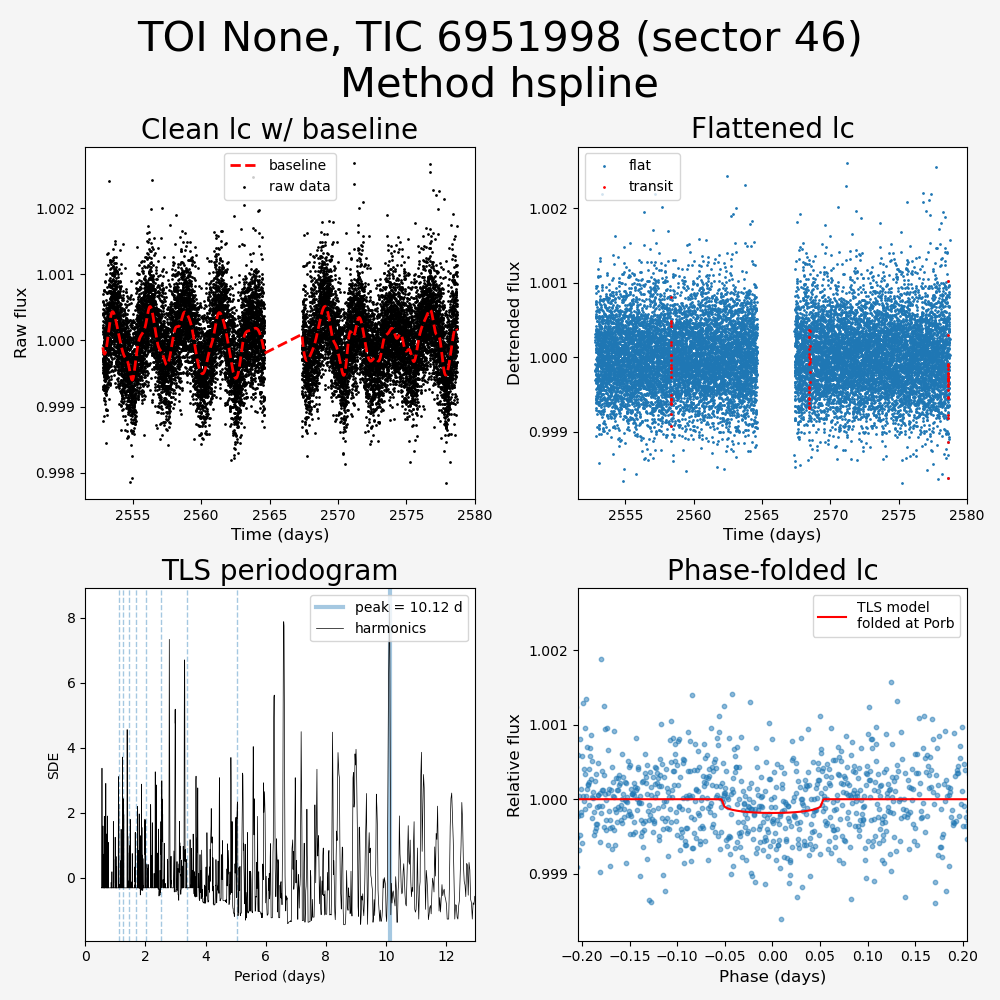 TOI None, TIC 6951998 (sector 46)
Method hspline
Clean lc w/ baseline
baseline
raw data
1.002
1.001
1.000
0.999
0.998
Raw flux
2555
2560
2565
2570
2575
2580
Time (days)
Flattened lc
flat
transit
1.002
1.001
1.000
0.999
Detrended flux
2555
2560
2565
2570
2575
2580
Time (days)
TLS periodogram
peak = 10.12 d
harmonics
8
6
4
2
0
SDE
0
2
4
6
8
10
12
Period (days)
Phase-folded lc
TLS model
folded at Porb
1.002
1.001
1.000
0.999
Relative flux
−0.20
−0.15
−0.10
−0.05
0.00
0.05
0.10
0.15
0.20
Phase (days)